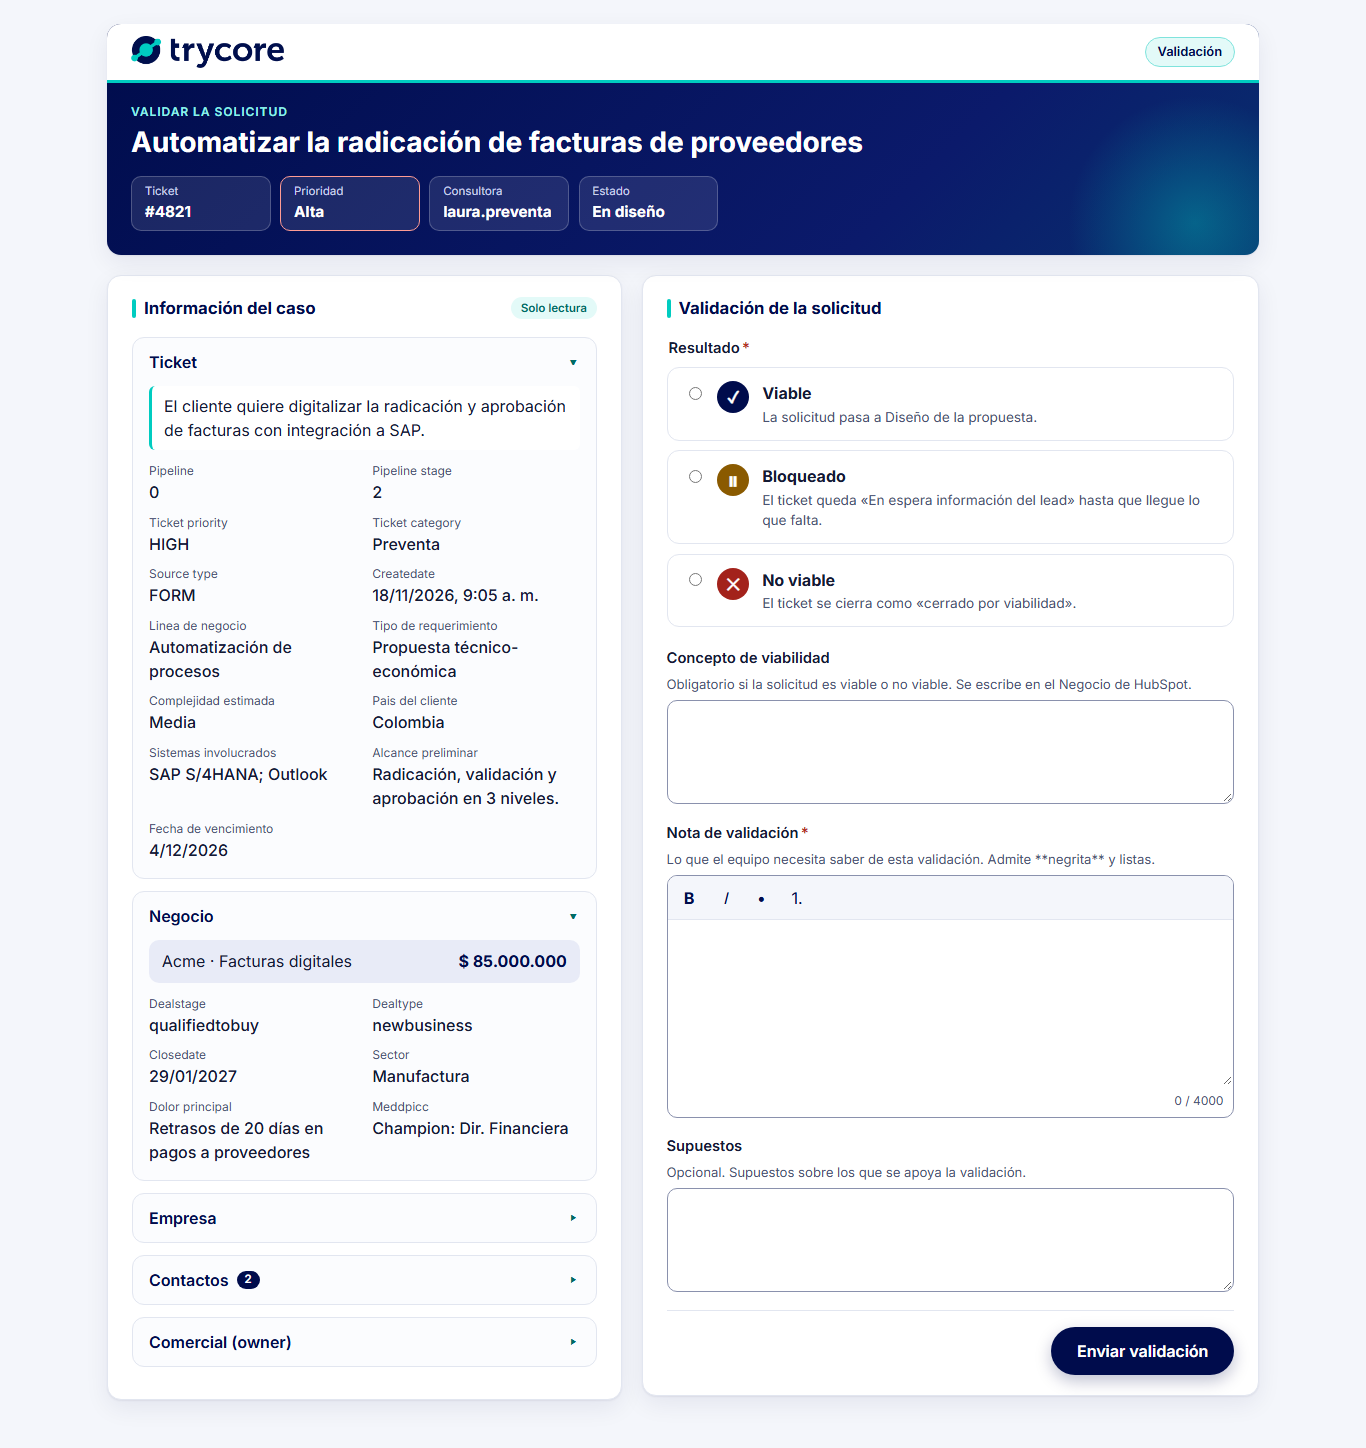 trycore
Validación
VALIDAR LA SOLICITUD
Automatizar la radicación de facturas de proveedores
Ticket
#4821
Prioridad
Alta
Consultora
laura.preventa
Estado
En diseño
Información del caso
Solo lectura
Ticket
El cliente quiere digitalizar la radicación y aprobación
de facturas con integración a SAP.
Pipeline
0
Pipeline stage
2
Ticket priority
HIGH
Ticket category
Preventa
Source type
FORM
Createdate
18/11/2026, 9:05 a. m.
Linea de negocio
Automatización de
procesos
Tipo de requerimiento
Propuesta técnico-
económica
Complejidad estimada
Media
Pais del cliente
Colombia
Sistemas involucrados
SAP S/4HANA; Outlook
Alcance preliminar
Radicación, validación y
aprobación en 3 niveles.
Fecha de vencimiento
4/12/2026
Negocio
Acme · Facturas digitales
$ 85.000.000
Dealstage
qualifiedtobuy
Dealtype
newbusiness
Closedate
29/01/2027
Sector
Manufactura
Dolor principal
Retrasos de 20 días en
pagos a proveedores
Meddpicc
Champion: Dir. Financiera
Empresa
Contactos 2
Comercial (owner)
Validación de la solicitud
Resultado *
Viable
La solicitud pasa a Diseño de la propuesta.
Bloqueado
El ticket queda «En espera información del lead» hasta que llegue lo
que falta.
No viable
El ticket se cierra como «cerrado por viabilidad».
Concepto de viabilidad
Obligatorio si la solicitud es viable o no viable. Se escribe en el Negocio de HubSpot.
Nota de validación *
Lo que el equipo necesita saber de esta validación. Admite **negrita** y listas.
B I • 1.
0 / 4000
Supuestos
Opcional. Supuestos sobre los que se apoya la validación.
Enviar validación